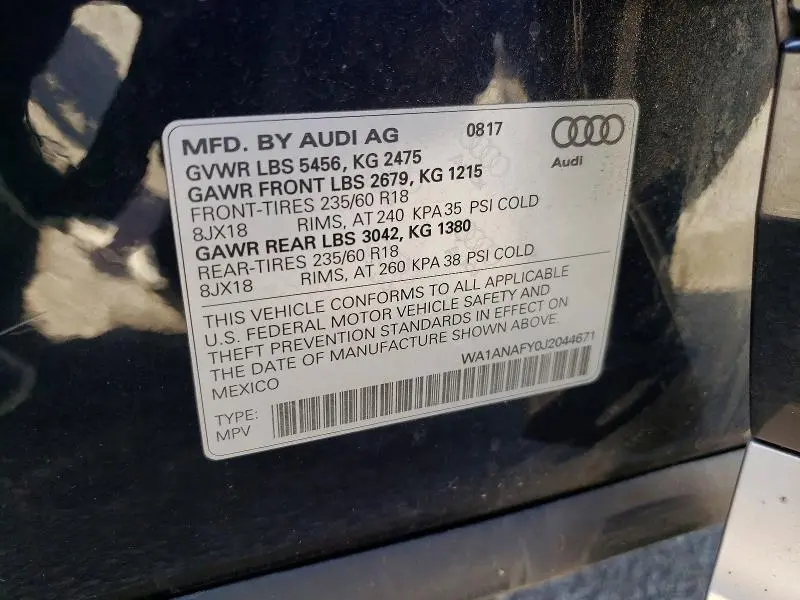 MFD. BY AUDI AG 0817
Audi
GVWR LBS 5456, KG 2475
GAWR FRONT LBS 2679, KG 1215
FRONT-TIRES 235/60 R18
8JX18 RIMS, AT 240 KPA 35 PSI COLD
GAWR REAR LBS 3042, KG 1380
REAR-TIRES 235/60 R18
8JX18 RIMS, AT 260 KPA 38 PSI COLD
THIS VEHICLE CONFORMS TO ALL APPLICABLE
U.S. FEDERAL MOTOR VEHICLE SAFETY AND
THEFT PREVENTION STANDARDS IN EFFECT ON
THE DATE OF MANUFACTURE SHOWN ABOVE.
MEXICO WA1ANAFY0J2044671
TYPE:
MPV